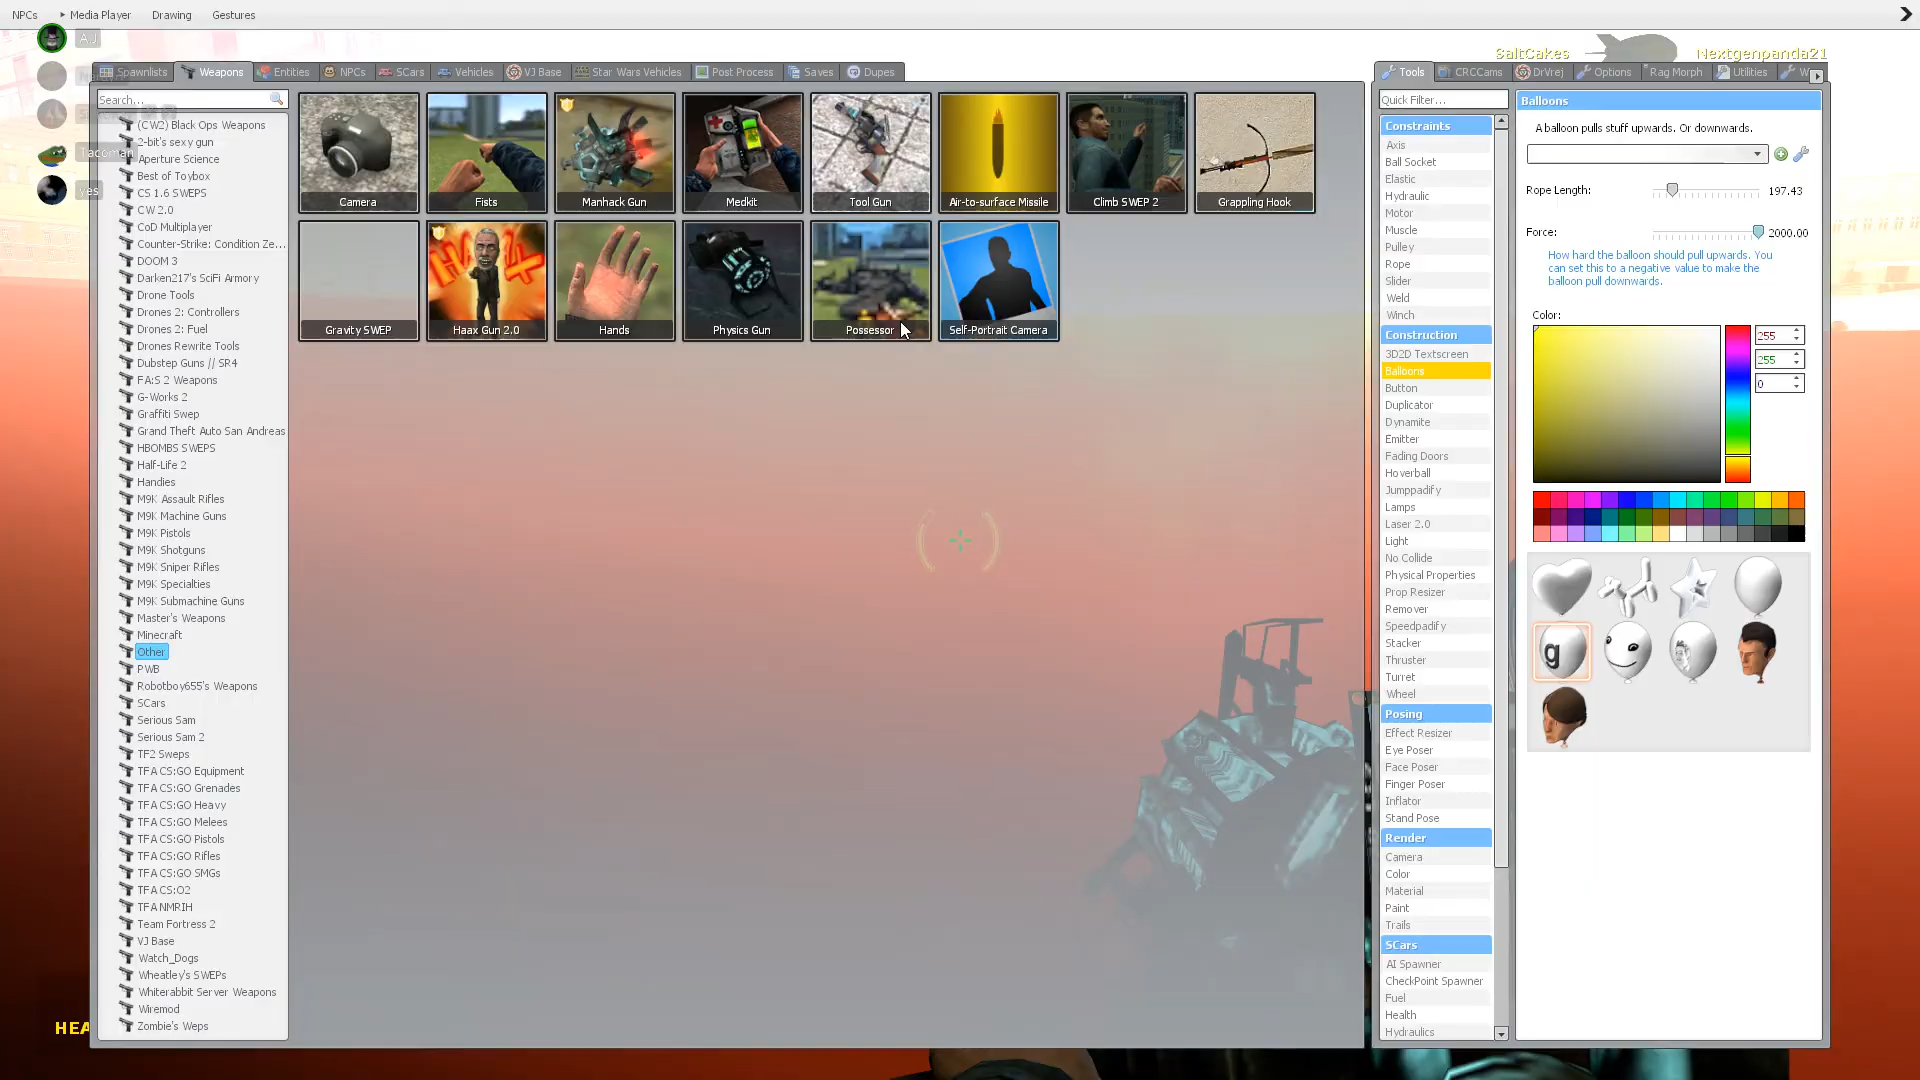 NPCs Media Player Drawing Gestures
AJ
Tacoman
yes
SaltCakes Nextgenpanda21
Spawnlists Weapons Entities NPCs SCars Vehicles VJ Base Star Wars Vehicles Post Process Saves Dupes
Search...
(CW2) Black Ops Weapons
2-bit's sexy gun
Aperture Science
Best of Toybox
CS 1.6 SWEPS
CW 2.0
CoD Multiplayer
Counter-Strike: Condition Ze...
DOOM 3
Darken217's SciFi Armory
Drone Tools
Drones 2: Controllers
Drones 2: Fuel
Drones Rewrite Tools
Dubstep Guns // SR4
FA:S 2 Weapons
G-Works 2
Graffiti Swep
Grand Theft Auto San Andreas
HBOMBS SWEPS
Half-Life 2
Handies
M9K Assault Rifles
M9K Machine Guns
M9K Pistols
M9K Shotguns
M9K Sniper Rifles
M9K Specialties
M9K Submachine Guns
Master's Weapons
Minecraft
Other
PWB
Robotboy655's Weapons
SCars
Serious Sam
Serious Sam 2
TF2 Sweps
TFA CS:GO Equipment
TFA CS:GO Grenades
TFA CS:GO Heavy
TFA CS:GO Melees
TFA CS:GO Pistols
TFA CS:GO Rifles
TFA CS:GO SMGs
TFA CS:O2
TFA NMRIH
Team Fortress 2
VJ Base
Watch_Dogs
Wheatley's SWEPs
Whiterabbit Server Weapons
Wiremod
Zombie's Weps
HEA
Camera Fists Manhack Gun Medkit Tool Gun Air-to-surface Missile Climb SWEP 2 Grappling Hook
Gravity SWEP Haax Gun 2.0 Hands Physics Gun Possessor Self-Portrait Camera
Tools CRCCams DrVrej Options Rag Morph Utilities W
Quick Filter...
Constraints
Axis
Ball Socket
Elastic
Hydraulic
Motor
Muscle
Pulley
Rope
Slider
Weld
Winch
Construction
3D2D Textscreen
Balloons
Button
Duplicator
Dynamite
Emitter
Fading Doors
Hoverball
Jumppadify
Lamps
Laser 2.0
Light
No Collide
Physical Properties
Prop Resizer
Remover
Speedpadify
Stacker
Thruster
Turret
Wheel
Posing
Effect Resizer
Eye Poser
Face Poser
Finger Poser
Inflator
Stand Pose
Render
Camera
Color
Material
Paint
Trails
SCars
AI Spawner
CheckPoint Spawner
Fuel
Health
Hydraulics
Balloons
A balloon pulls stuff upwards. Or downwards.
Rope Length: 197.43
Force: 2000.00
How hard the balloon should pull upwards. You
can set this to a negative value to make the
balloon pull downwards.
Color:
255
255
0
g